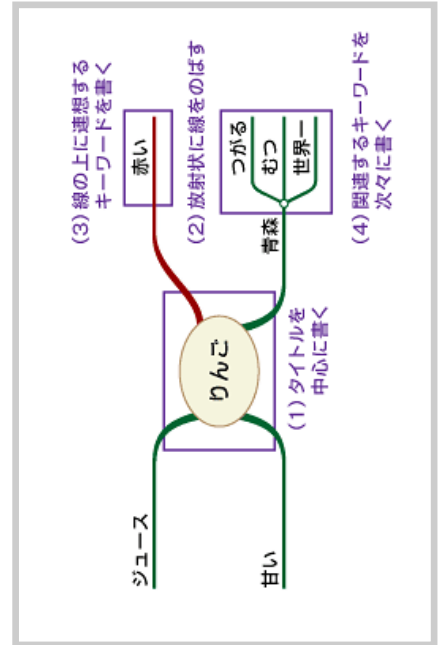 (3) 線の上に連想する
キーワードを書く
(2) 放射状に線をのばす
赤い
つがる
むつ
世界一
青森
(4) 関連するキーワードを
次々に書く
りんご
(1) タイトルを
中心に書く
ジュース
甘い